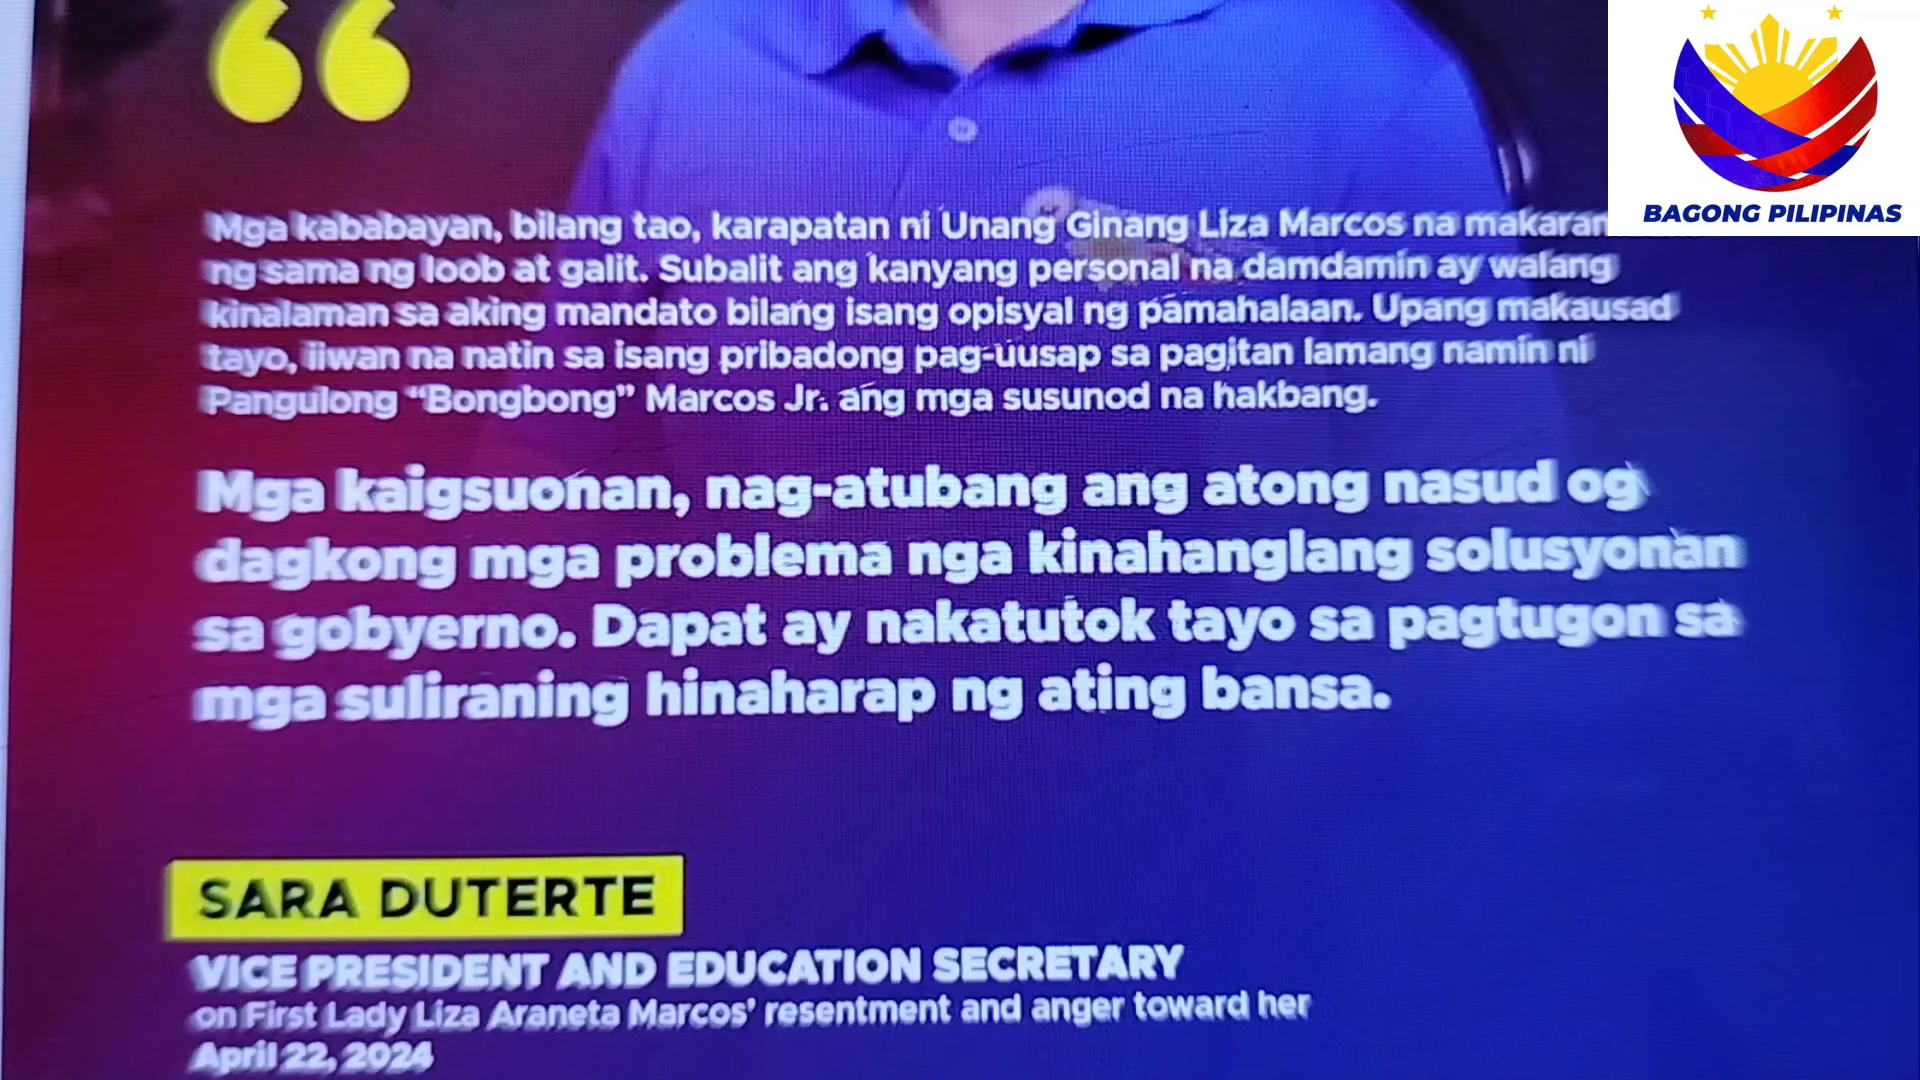 “
Mga kababayan, bilang tao, karapatan ni Unang Ginang Liza Marcos na
ng sama ng loob at galit. Subalit ang kanyang personal na damdamin ay walang
kinalaman sa aking mandato bilang isang opisyal ng pamahalaan. Upang makausad
tayo, iiwan na natin sa isang pribadong pag-uusap sa pagitan lamang namin ni
Pangulong “Bongbong” Marcos Jr. ang mga susunod na hakbang.
Mga kaigsuonan, nag-atubang ang atong nasud og
dagkong mga problema nga kinahanglang solusyonan
sa gobyerno. Dapat ay nakatutok tayo sa pagtugon sa
mga suliraning hinaharap ng ating bansa.
SARA DUTERTE
VICE PRESIDENT AND EDUCATION SECRETARY
on First Lady Liza Araneta Marcos’ resentment and anger toward her
April 22, 2024
BAGONG PILIPINAS